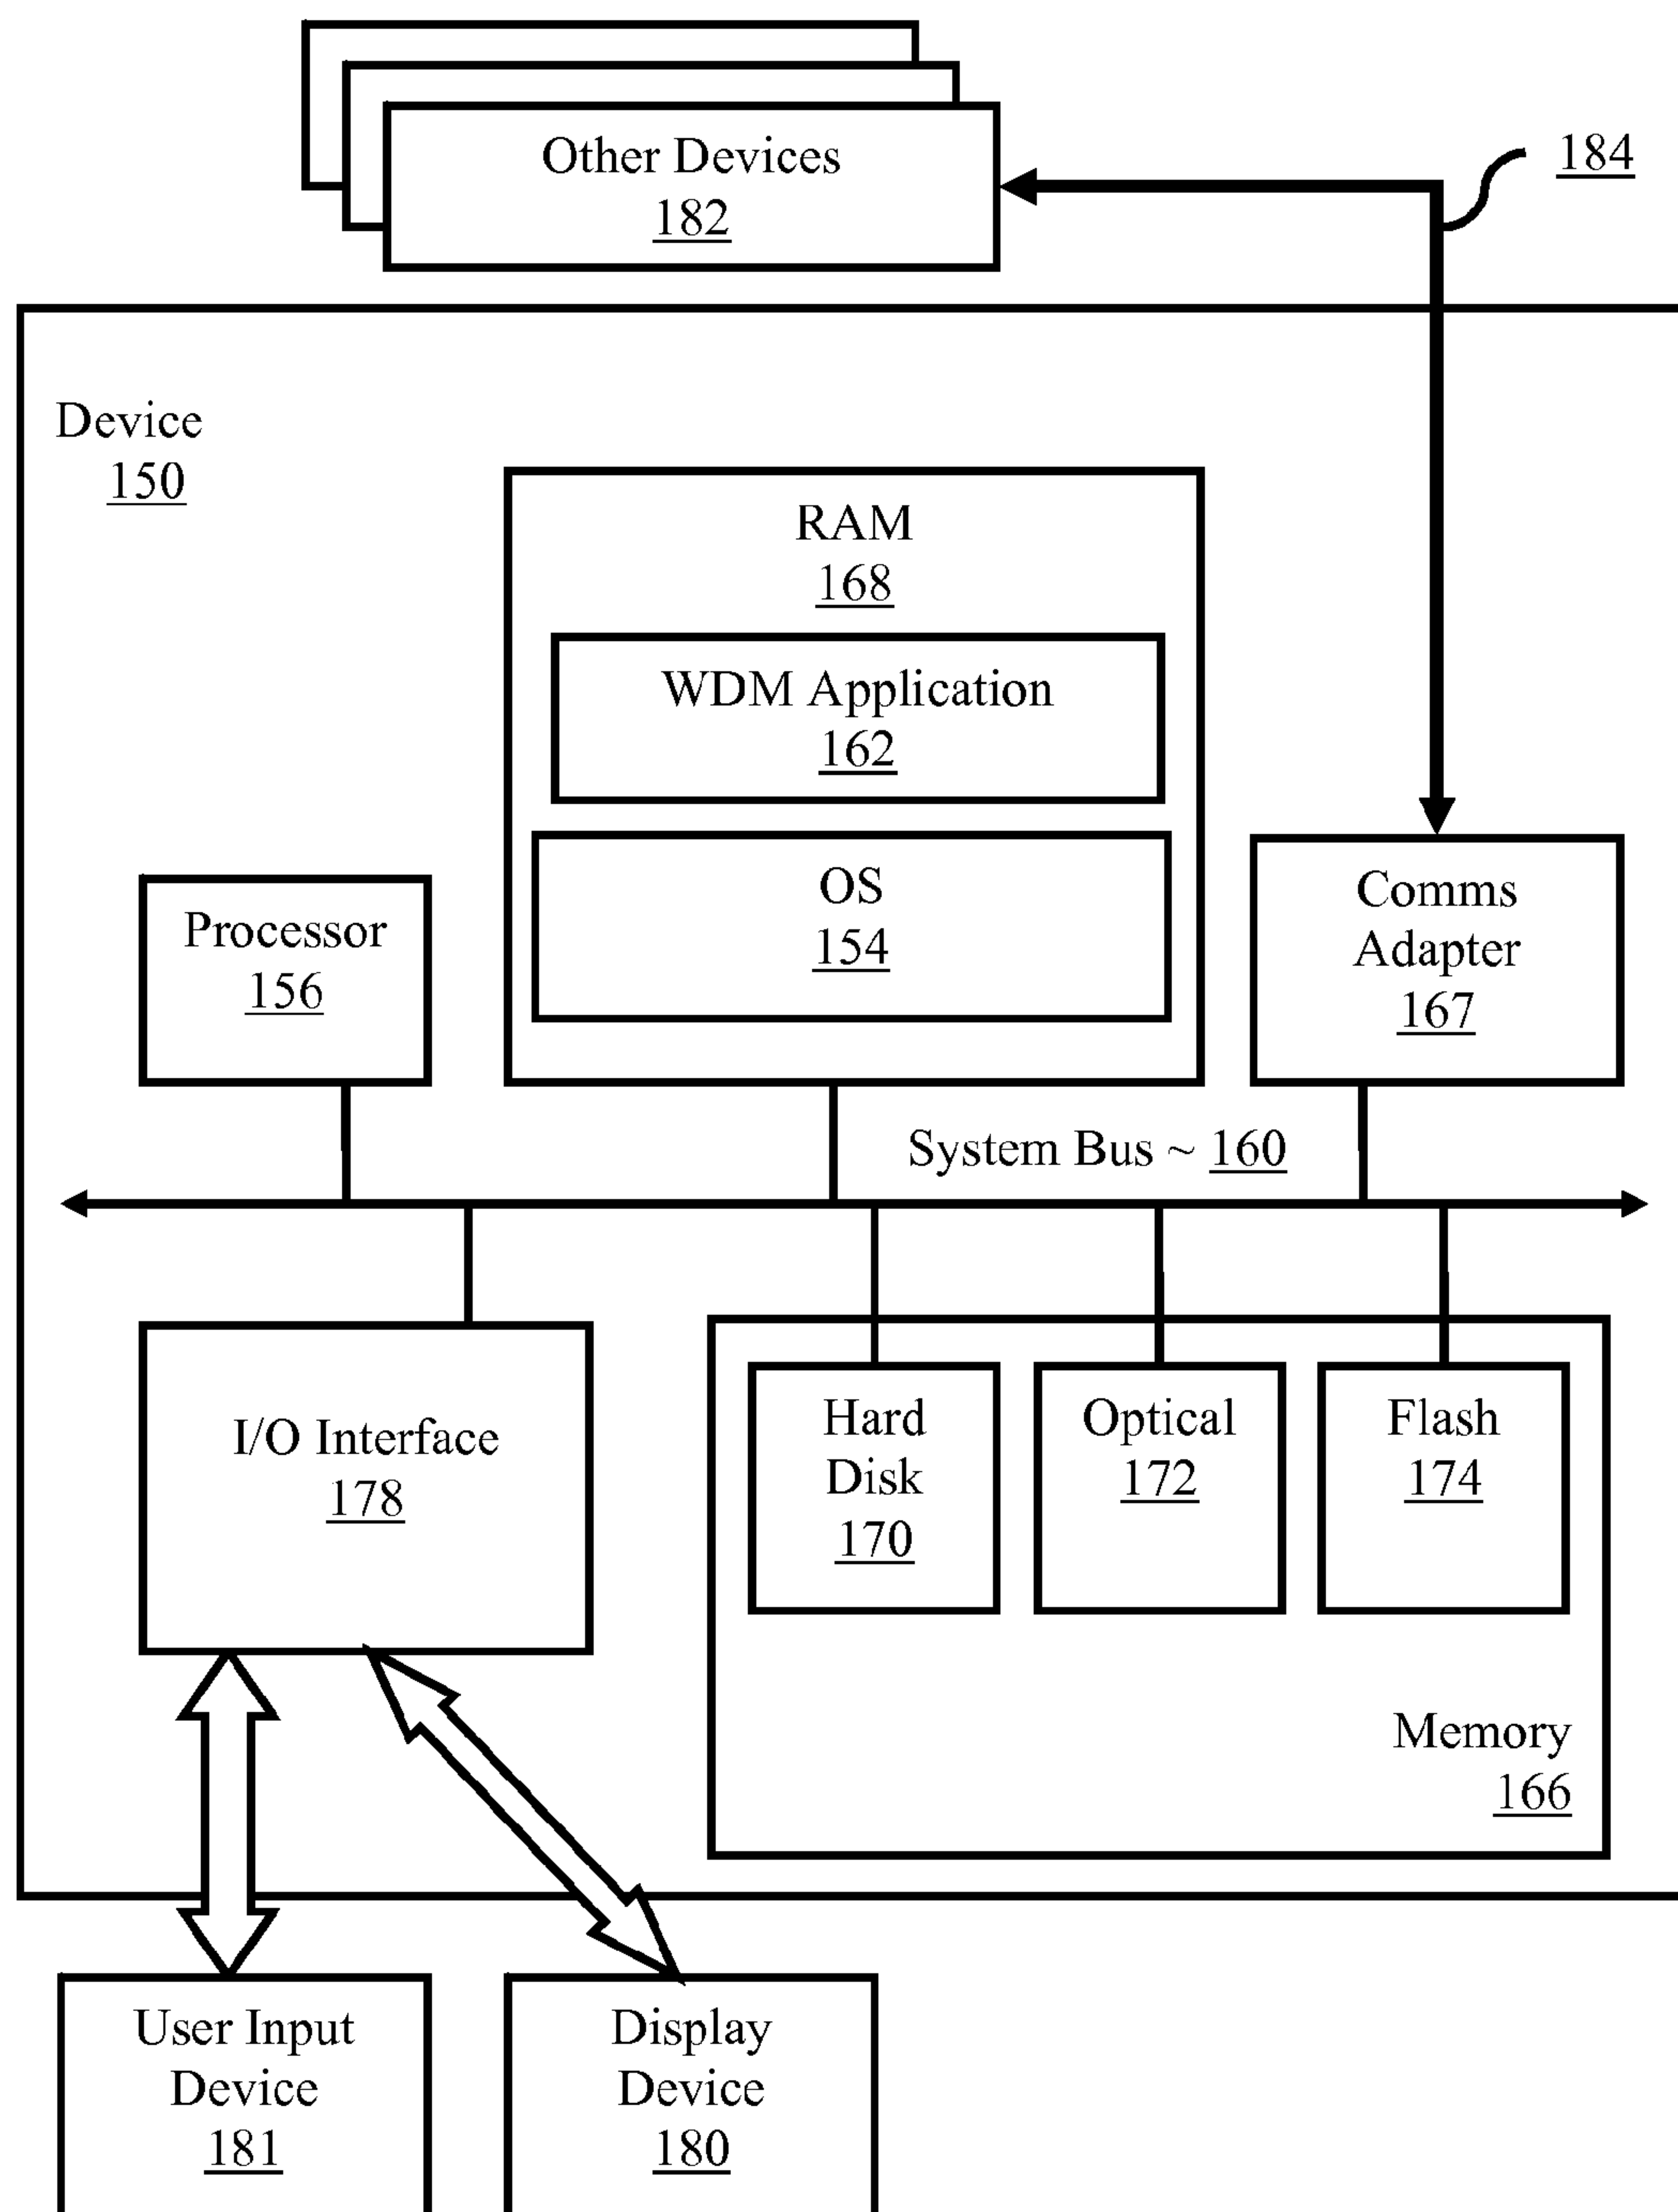 Other Devices
182
184
Device
150
RAM
168
WDM Application
162
OS
154
Processor
156
Comms
Adapter
167
System Bus ~ 160
I/O Interface
178
Hard
Disk
170
Optical
172
Flash
174
Memory
166
User Input
Device
181
Display
Device
180